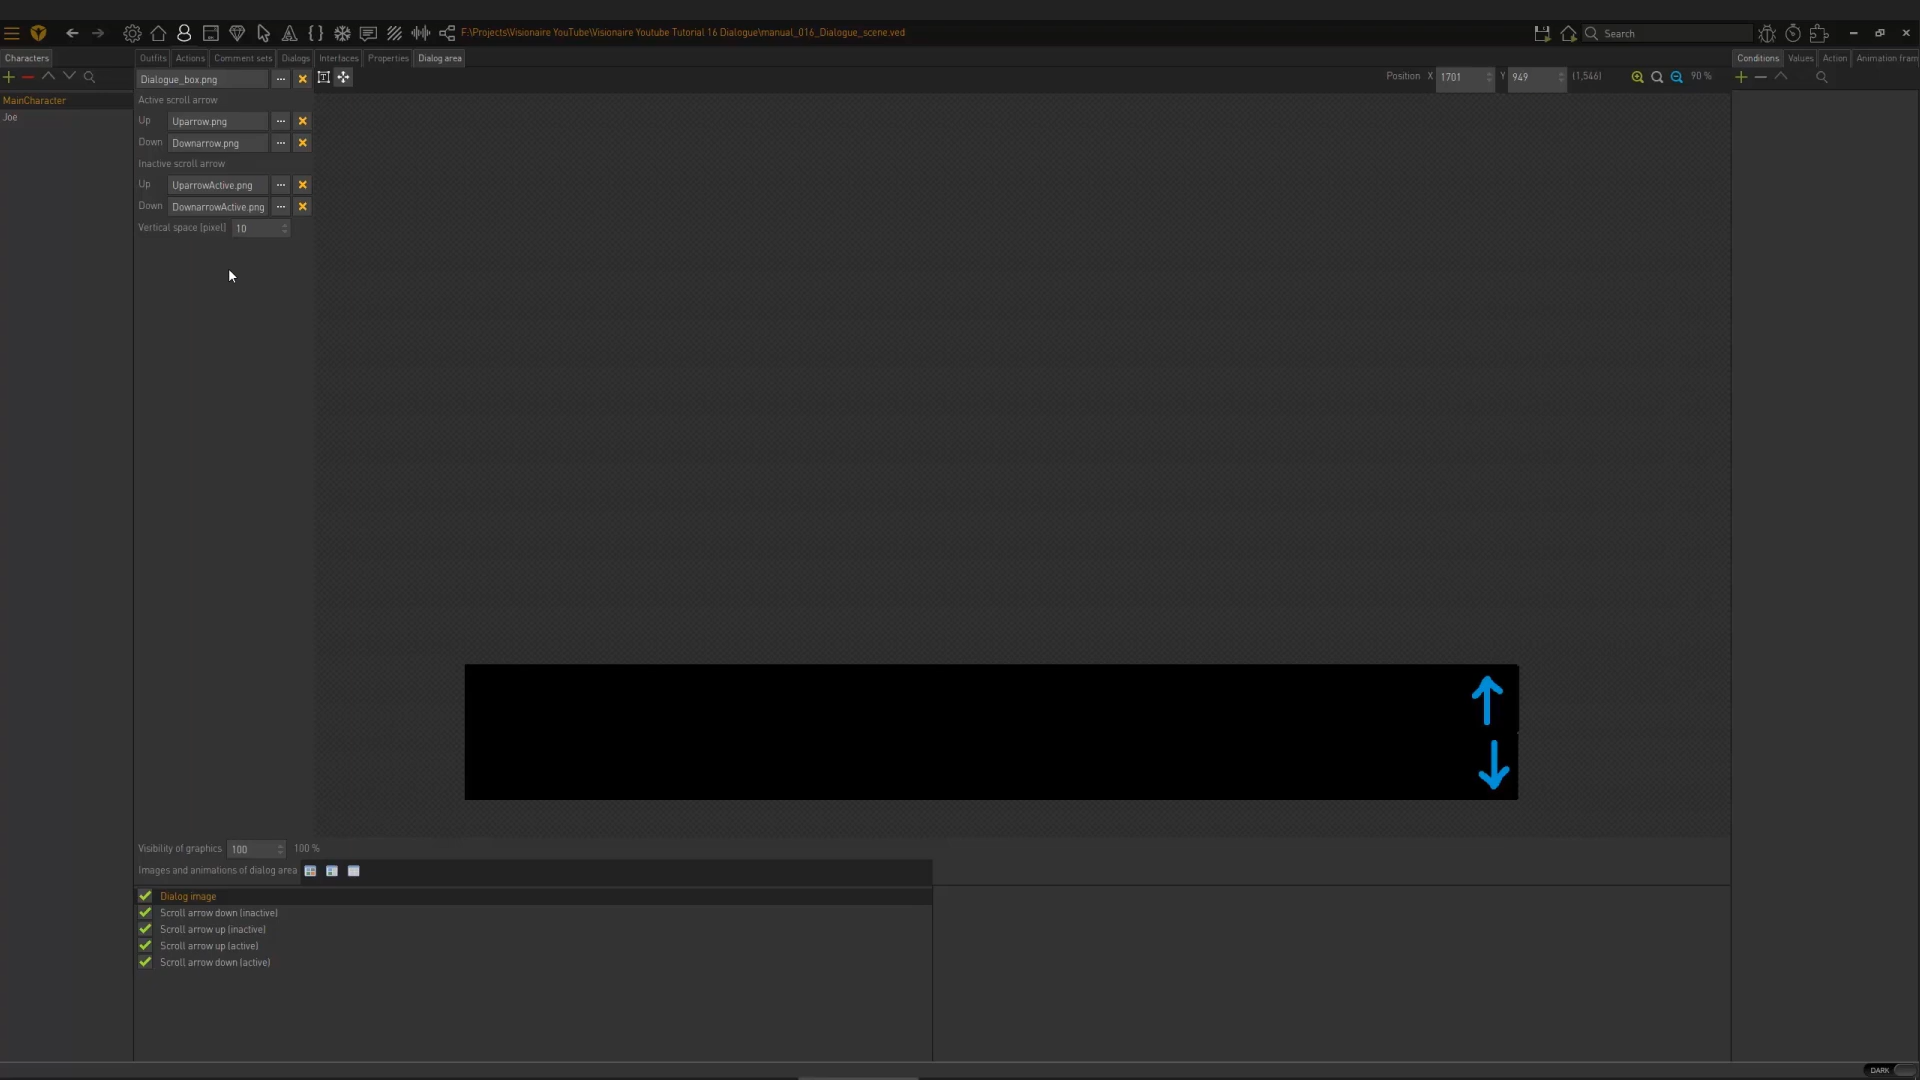 F:\Projects\Visionaire YouTube\Visionaire Youtube Tutorial 16 Dialogue\manual_016_Dialogue_scene.ved
Search
Characters
Outfits
Actions
Comment sets
Dialogs
Interfaces
Properties
Dialog area
Conditions
Values
Action
Animation fram
Dialogue_box.png
Position X 1701 Y 949 (1,546) 90 %
MainCharacter
Joe
Active scroll arrow
Up Uparrow.png
Down Downarrow.png
Inactive scroll arrow
Up UparrowActive.png
Down DownarrowActive.png
Vertical space [pixel] 10
Visibility of graphics 100 100 %
Images and animations of dialog area
Dialog image
Scroll arrow down (inactive)
Scroll arrow up (inactive)
Scroll arrow up (active)
Scroll arrow down (active)
DARK